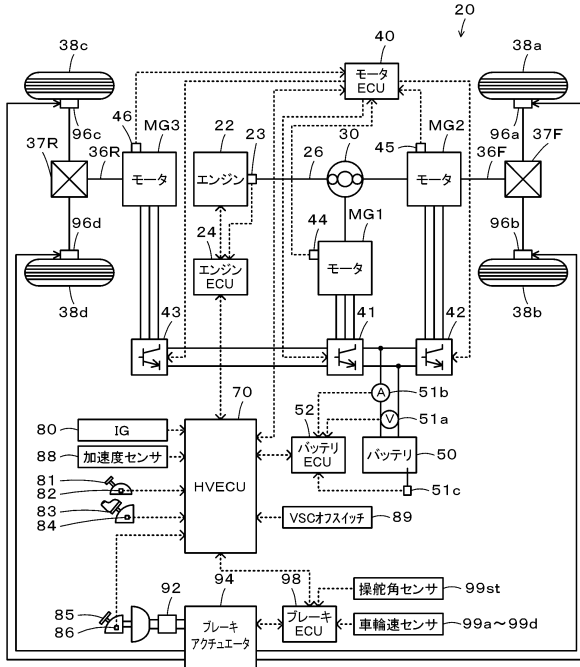 20
38c
40
38a
モータ
ECU
46
MG3
22
23
MG2
96c
96a
37R
36R
26
30
45
36F
37F
モータ
エンジン
モータ
96d
24
44
MG1
96b
エンジン
ECU
モータ
38d
38b
43
41
42
A
51b
70
52
V
51a
80
IG
バッテリ
ECU
バッテリ
50
88
加速度センサ
81
82
HVECU
51c
83
84
VSCオフスイッチ
89
94
98
操舵角センサ
99st
85
92
86
ブレーキ
アクチュエータ
ブレーキ
ECU
車輪速センサ
99a～99d